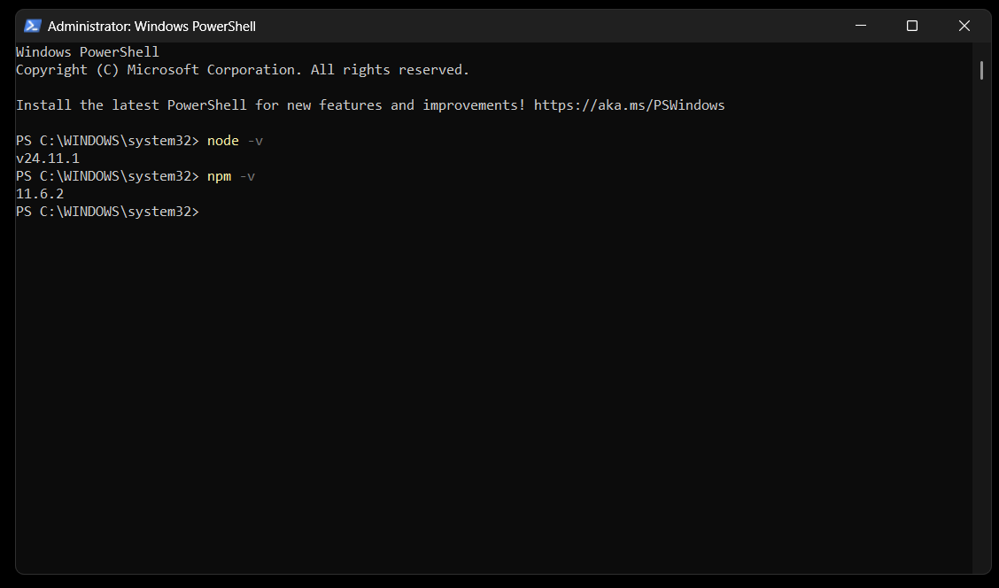 Administrator: Windows PowerShell
Windows PowerShell
Copyright (C) Microsoft Corporation. All rights reserved.
Install the latest PowerShell for new features and improvements! https://aka.ms/PSWindows
PS C:\WINDOWS\system32> node -v
v24.11.1
PS C:\WINDOWS\system32> npm -v
11.6.2
PS C:\WINDOWS\system32>